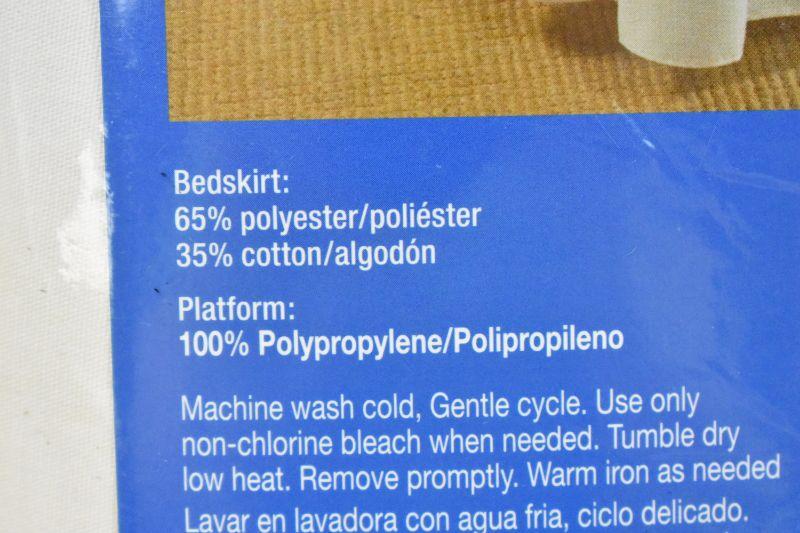 Bedskirt:
65% polyester/poliéster
35% cotton/algodón
Platform:
100% Polypropylene/Polipropileno
Machine wash cold, Gentle cycle. Use only
non-chlorine bleach when needed. Tumble dry
low heat. Remove promptly. Warm iron as needed
Lavar en lavadora con agua fria, ciclo delicado.